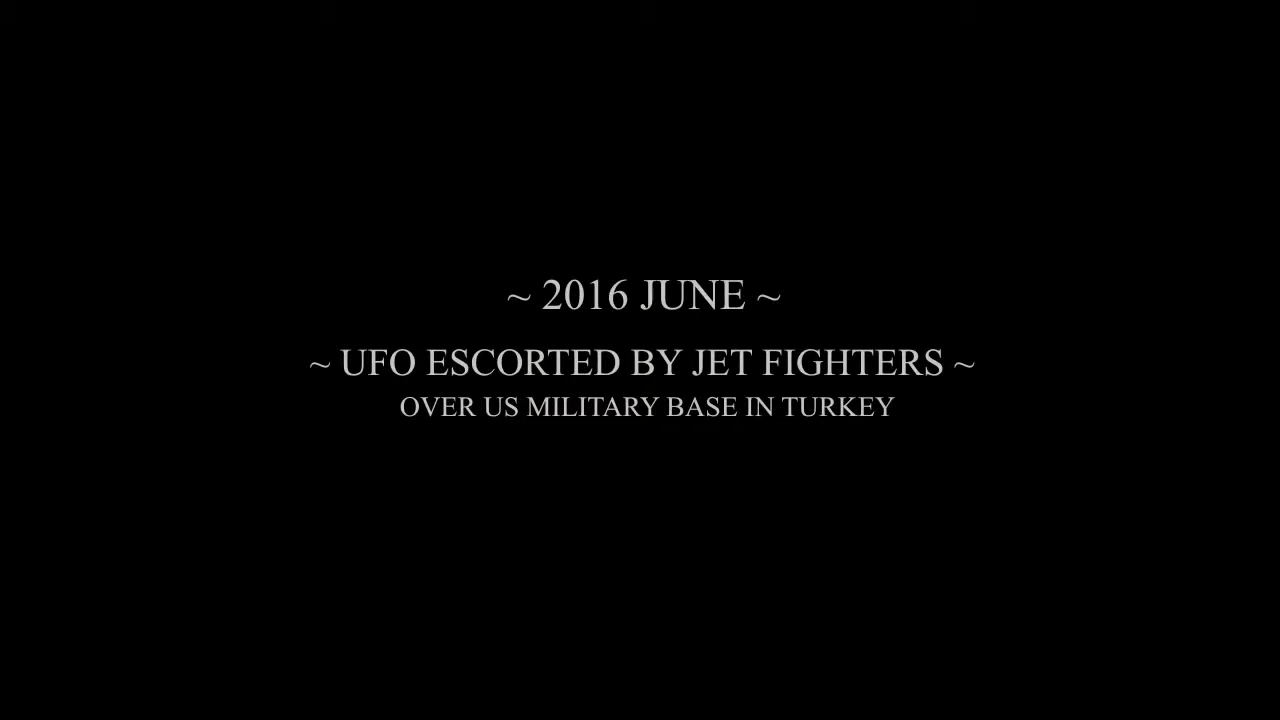 ~ 2016 JUNE ~
~ UFO ESCORTED BY JET FIGHTERS ~
OVER US MILITARY BASE IN TURKEY